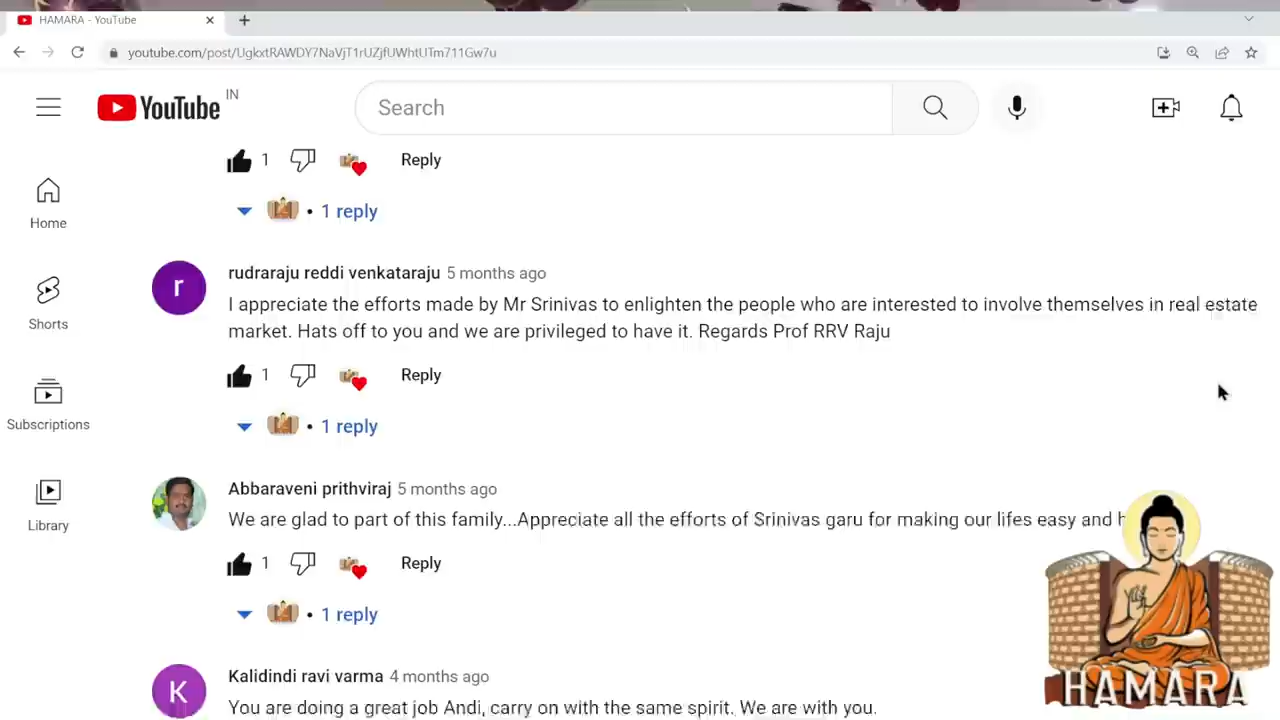 HAMARA - YouTube
youtube.com/post/UgkxtRAWDY7NaVjT1rUZjfUWhtUTm711Gw7u
YouTube IN
Search
1 Reply
• 1 reply
Home
r
rudraraju reddi venkataraju 5 months ago
I appreciate the efforts made by Mr Srinivas to enlighten the people who are interested to involve themselves in real estate
market. Hats off to you and we are privileged to have it. Regards Prof RRV Raju
Shorts
1 Reply
• 1 reply
Subscriptions
Abbaraveni prithviraj 5 months ago
We are glad to part of this family...Appreciate all the efforts of Srinivas garu for making our lifes easy and
Library
1 Reply
• 1 reply
K
Kalidindi ravi varma 4 months ago
You are doing a great job Andi, carry on with the same spirit. We are with you.
HAMARA